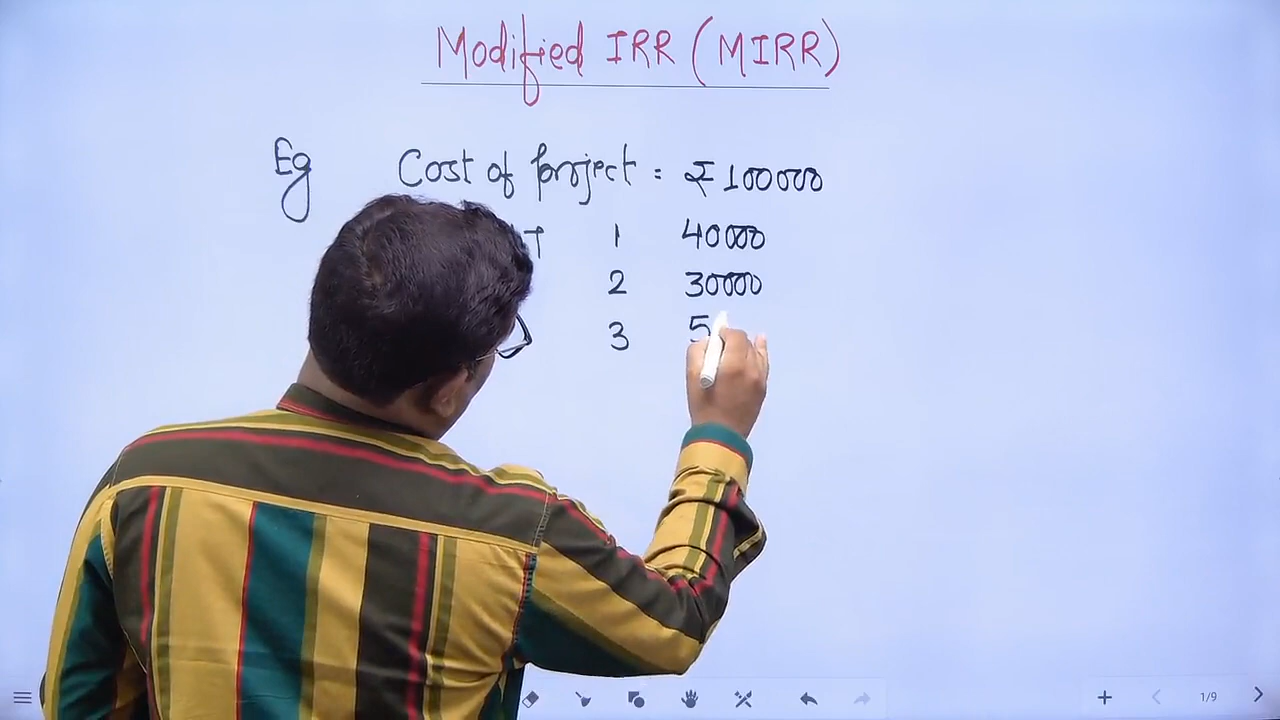 Modified IRR (MIRR)
Eg Cost of project = ₹ 100000
1 40000
2 30000
3 5
1/9